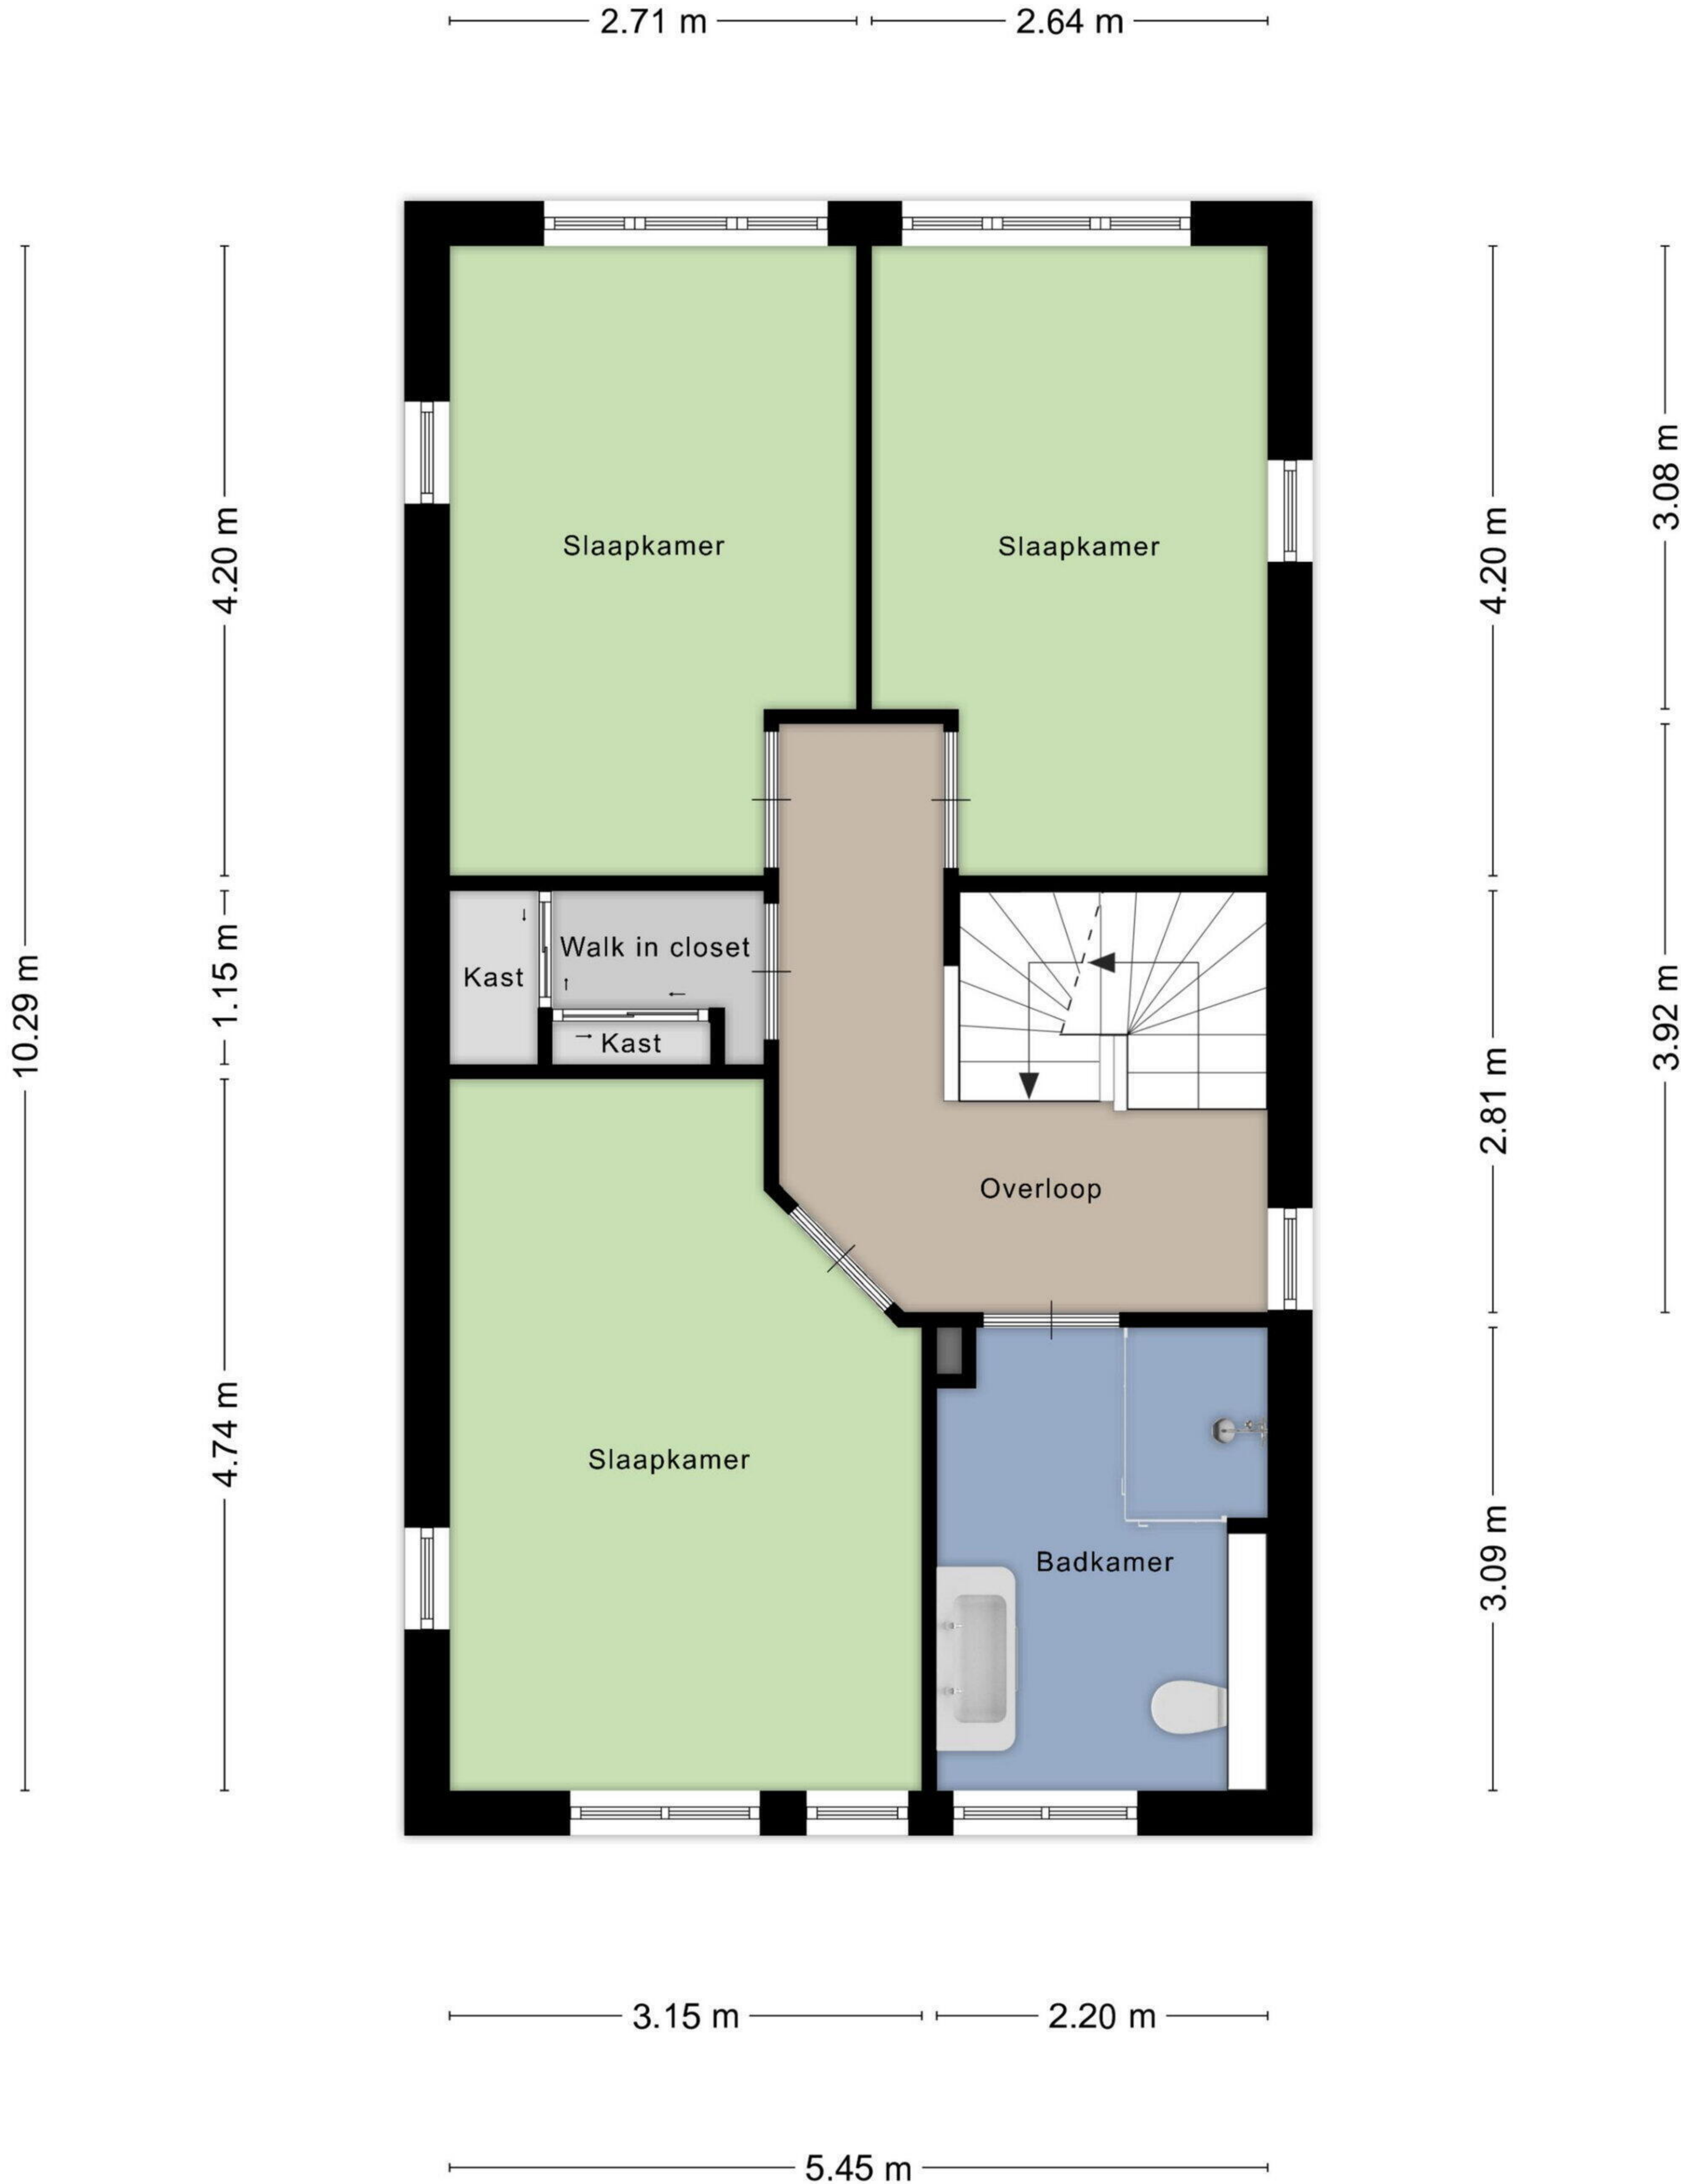 2.71 m
2.64 m
10.29 m
4.20 m
1.15 m
4.74 m
Slaapkamer
Slaapkamer
Walk in closet
Kast
Kast
Overloop
Slaapkamer
Badkamer
4.20 m
2.81 m
3.09 m
3.08 m
3.92 m
3.15 m
2.20 m
5.45 m